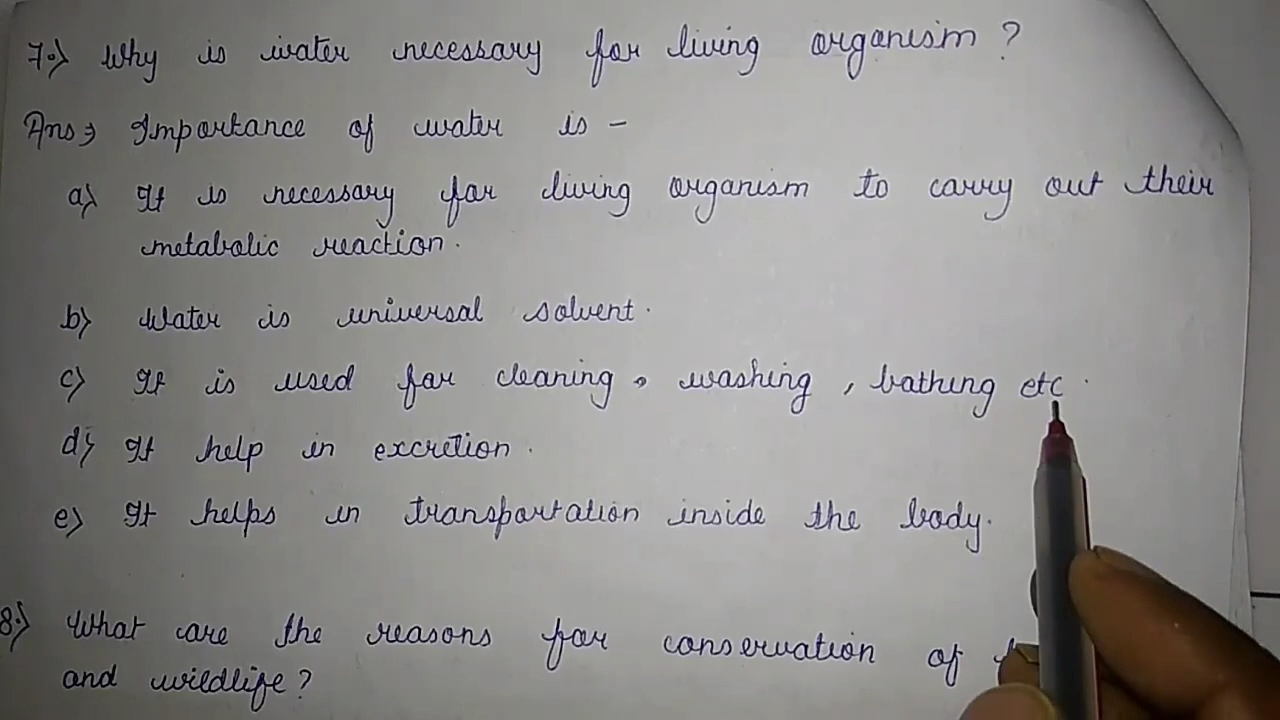 7.) Why is water necessary for living organism?
Ans⇒ Importance of water is -
a) It is necessary for living organism to carry out their
metabolic reaction.
b) Water is universal solvent.
c) It is used for cleaning, washing, bathing etc.
d) It help in excretion.
e) It helps in transportation inside the body.
8.) What are the reasons for conservation of
and wildlife?